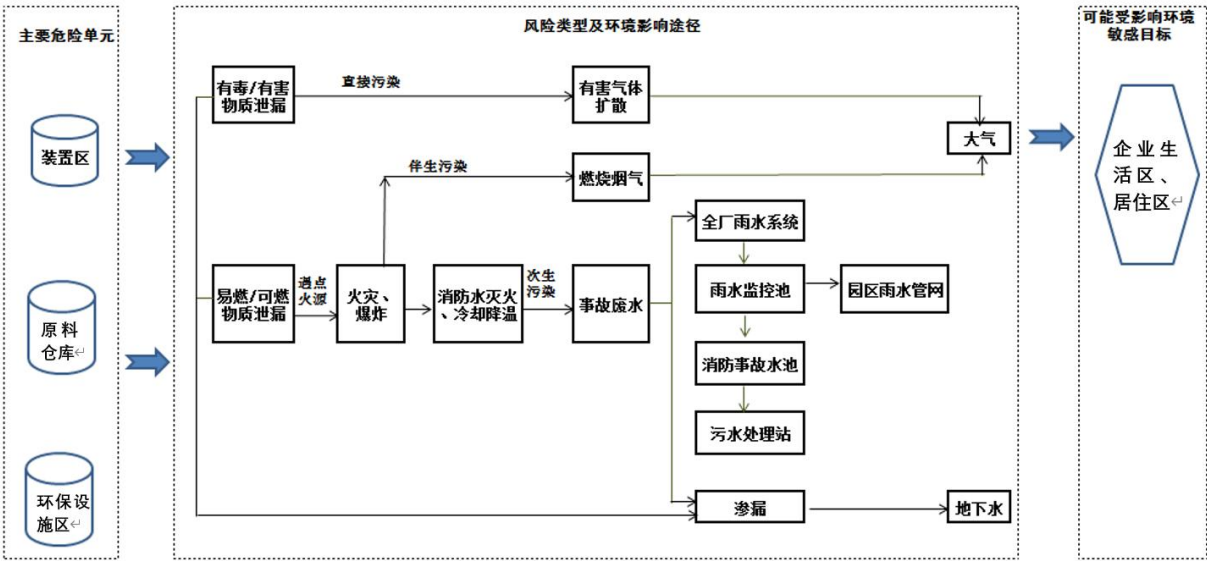 主要危险单元
装置区
原料
仓库↵
环保设
施区↵
风险类型及环境影响途径
有毒/有害
物质泄漏
直接污染
有害气体
扩散
大气
伴生污染
燃烧烟气
易燃/可燃
物质泄漏
遇点
火源
火灾、
爆炸
消防水灭火
、冷却降温
次生
污染
事故废水
全厂雨水系统
雨水监控池
园区雨水管网
消防事故水池
污水处理站
渗漏
地下水
可能受影响环境
敏感目标
企业生
活区、
居住区↵